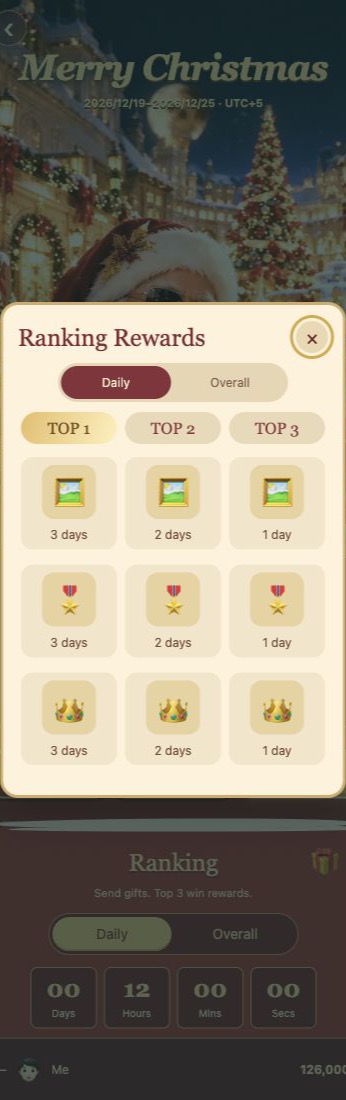 Merry Christmas
2026/12/19–2026/12/25 · UTC+5
Ranking Rewards
×
Daily Overall
TOP 1 TOP 2 TOP 3
3 days 2 days 1 day
3 days 2 days 1 day
3 days 2 days 1 day
Ranking
Send gifts. Top 3 win rewards.
Daily Overall
00 12 00 00
Days Hours Mins Secs
– Me 126,000